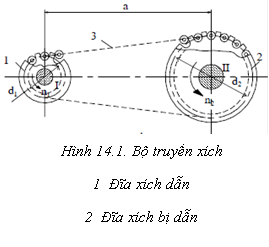 a
1
3
2
II
I
d₁
n₁
n₂
d₂
Hình 14.1. Bộ truyền xích
1 Đĩa xích dẫn
2 Đĩa xích bị dẫn